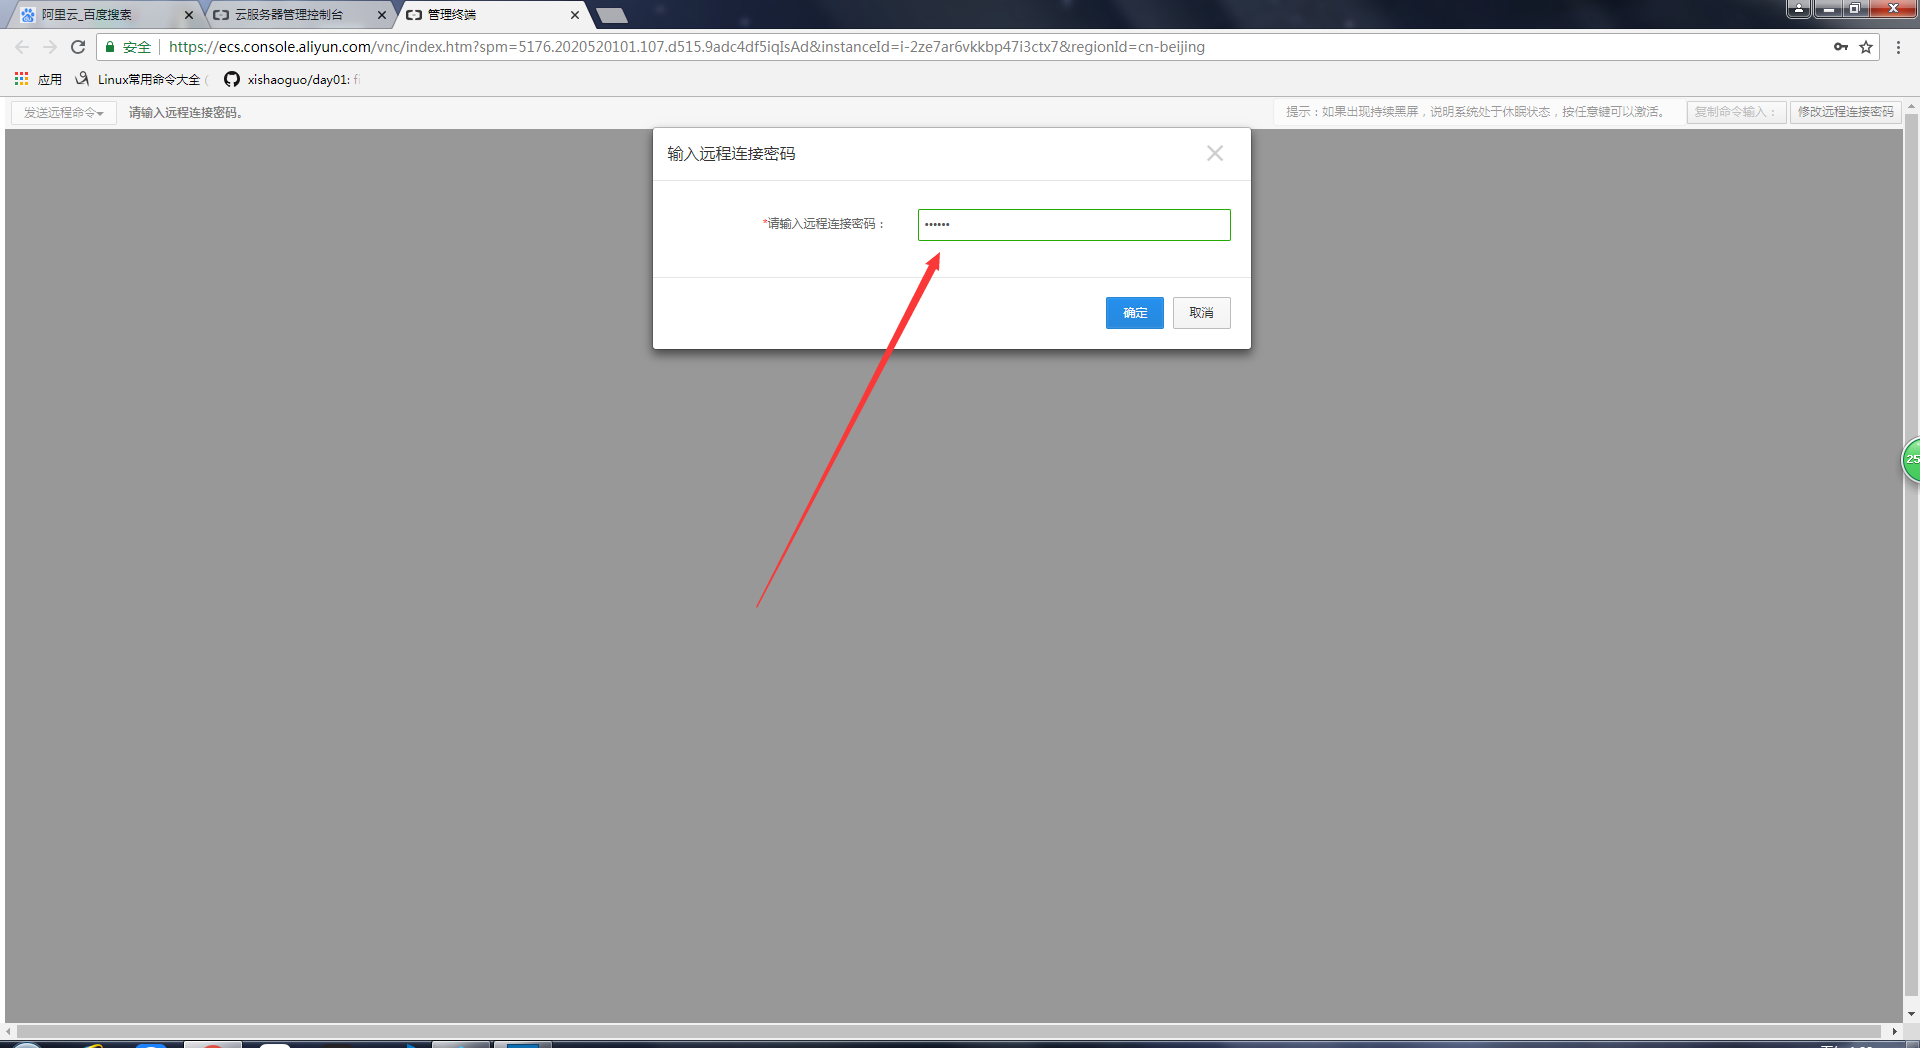 阿里云_百度搜索
云服务器管理控制台
管理终端
安全
https://ecs.console.aliyun.com/vnc/index.htm?spm=5176.2020520101.107.d515.9adc4df5iqIsAd&instanceId=i-2ze7ar6vkkbp47i3ctx7&regionId=cn-beijing
应用
Linux常用命令大全
xishaoguo/day01:
发送远程命令
请输入远程连接密码。
提示：如果出现持续黑屏，说明系统处于休眠状态，按任意键可以激活。
复制命令输入：
修改远程连接密码
输入远程连接密码
*请输入远程连接密码：
••••••
确定
取消
25